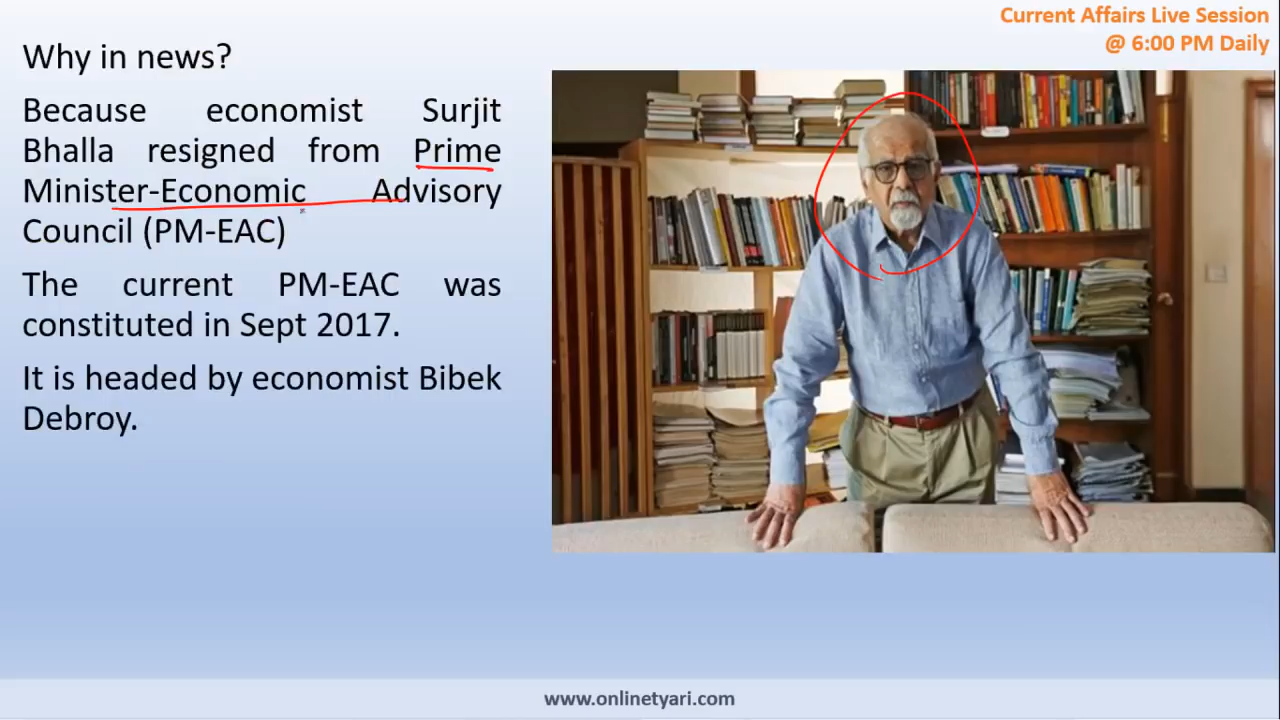 Current Affairs Live Session
@ 6:00 PM Daily
Why in news?
Because economist Surjit
Bhalla resigned from Prime
Minister-Economic Advisory
Council (PM-EAC)
The current PM-EAC was
constituted in Sept 2017.
It is headed by economist Bibek
Debroy.
www.onlinetyari.com